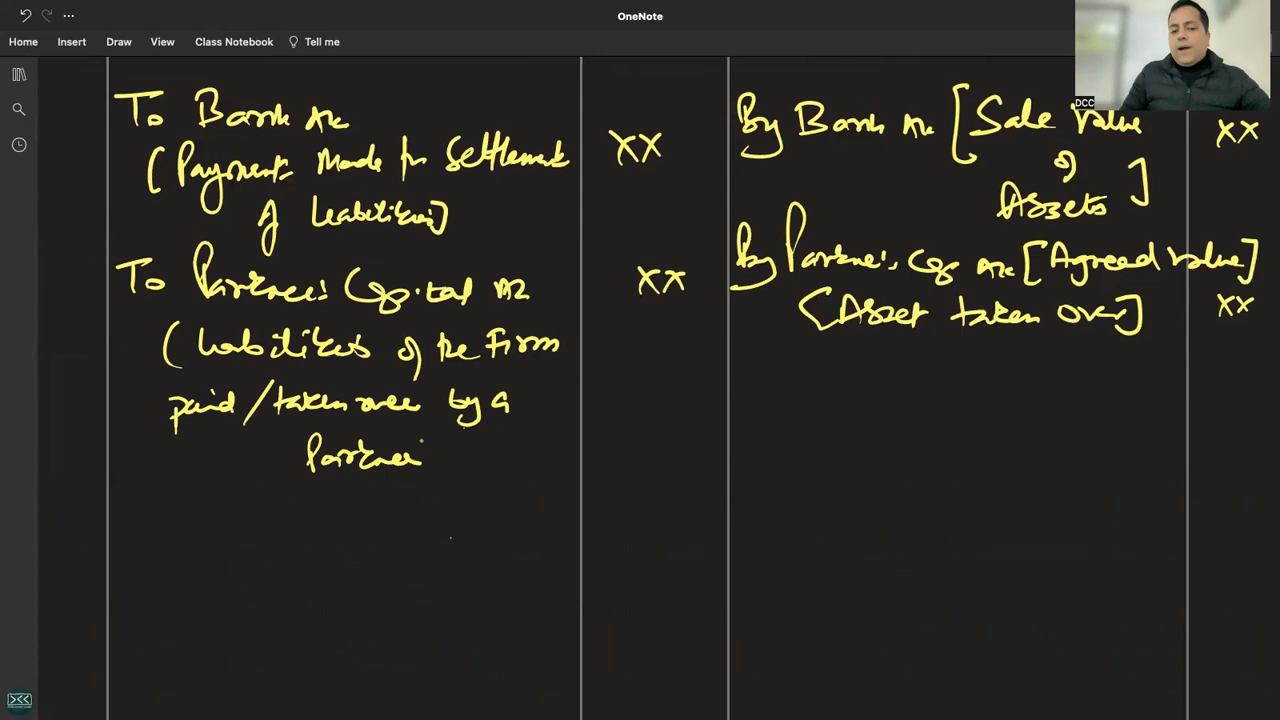 OneNote
Home Insert Draw View Class Notebook Tell me
DCC
To Bank A/c
(Payment Made for Settlement
of liabilities]
XX
To Partner's Capital A/c
XX
(liabilities of the Firm
paid/taken over by a
Partner
By Bank A/c [Sale Value
of
Assets]
XX
By Partner's Cap A/c [Agreed Value]
[Asset taken over]
XX